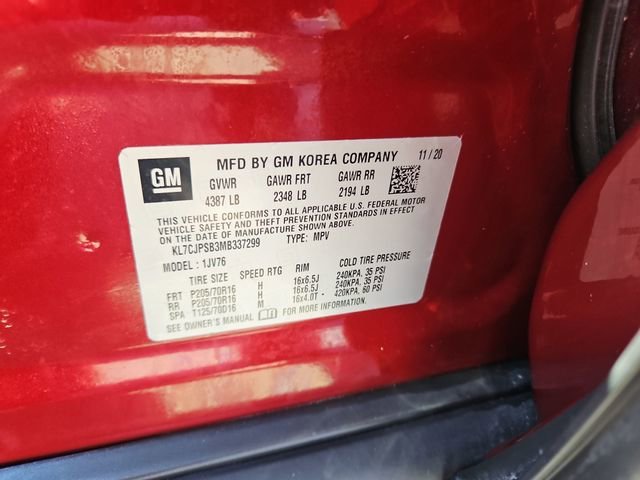 GM
MFD BY GM KOREA COMPANY 11/20
GVWR GAWR FRT GAWR RR
4387 LB 2348 LB 2194 LB
THIS VEHICLE CONFORMS TO ALL APPLICABLE U.S. FEDERAL MOTOR
VEHICLE SAFETY AND THEFT PREVENTION STANDARDS IN EFFECT
ON THE DATE OF MANUFACTURE SHOWN ABOVE.
KL7CJPSB3MB337299 TYPE: MPV
MODEL : 1JV76
TIRE SIZE SPEED RTG RIM COLD TIRE PRESSURE
FRT P205/70R16 H 16x6.5J 240KPA, 35 PSI
RR P205/70R16 H 16x6.5J 240KPA, 35 PSI
SPA T125/70D16 M 16x4.0T 420KPA, 60 PSI
SEE OWNER'S MANUAL FOR MORE INFORMATION.